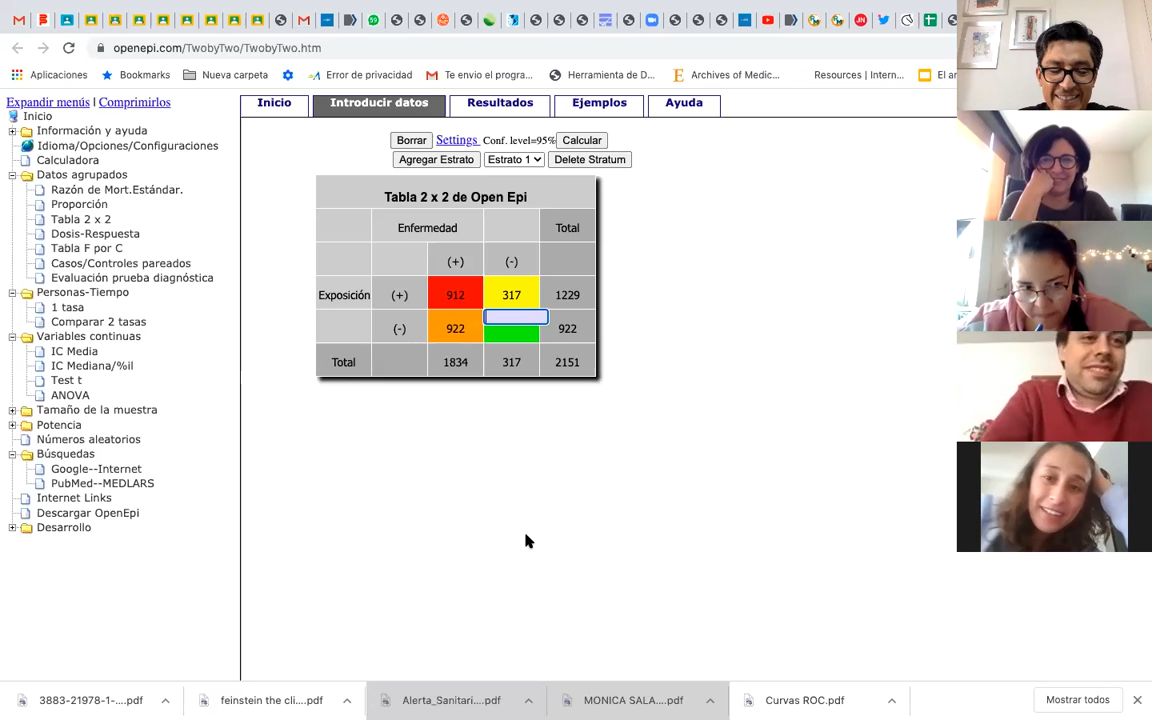 openepi.com/TwobyTwo/TwobyTwo.htm
Aplicaciones Bookmarks Nueva carpeta Error de privacidad Te envio el progra... Herramienta de D... Archives of Medic... Resources | Intern... El ar
Expandir menús | Comprimirlos
Inicio
Información y ayuda
Idioma/Opciones/Configuraciones
Calculadora
Datos agrupados
Razón de Mort.Estándar.
Proporción
Tabla 2 x 2
Dosis-Respuesta
Tabla F por C
Casos/Controles pareados
Evaluación prueba diagnóstica
Personas-Tiempo
1 tasa
Comparar 2 tasas
Variables continuas
IC Media
IC Mediana/%il
Test t
ANOVA
Tamaño de la muestra
Potencia
Números aleatorios
Búsquedas
Google--Internet
PubMed--MEDLARS
Internet Links
Descargar OpenEpi
Desarrollo
Inicio Introducir datos Resultados Ejemplos Ayuda
Borrar Settings Conf. level=95% Calcular
Agregar Estrato Estrato 1 Delete Stratum
Tabla 2 x 2 de Open Epi
Enfermedad Total
(+) (-)
Exposición (+) 912 317 1229
(-) 922 922
Total 1834 317 2151
3883-21978-1-....pdf feinstein the cli....pdf Alerta_Sanitari....pdf MONICA SALA....pdf Curvas ROC.pdf Mostrar todos